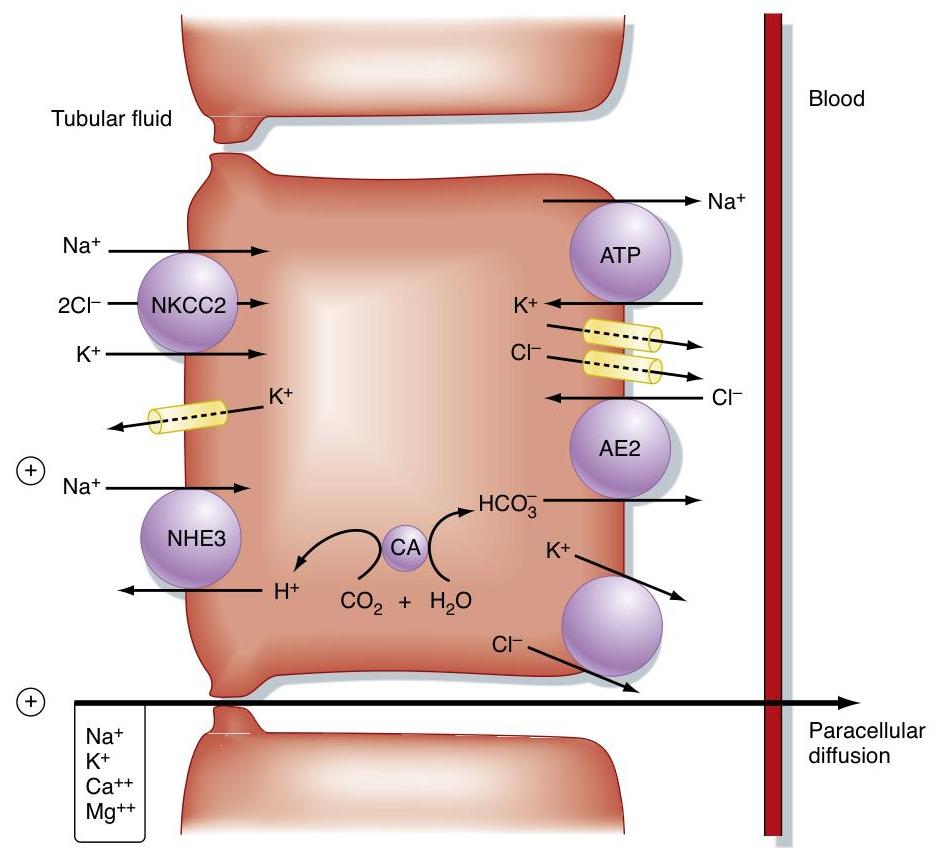 Tubular fluid
Blood
Na⁺
ATP
Na⁺
2Cl⁻
NKCC2
K⁺
K⁺
Cl⁻
K⁺
Cl⁻
AE2
+
Na⁺
NHE3
HCO₃⁻
CA
K⁺
H⁺
CO₂ + H₂O
Cl⁻
+
Na⁺
K⁺
Ca⁺⁺
Mg⁺⁺
Paracellular
diffusion